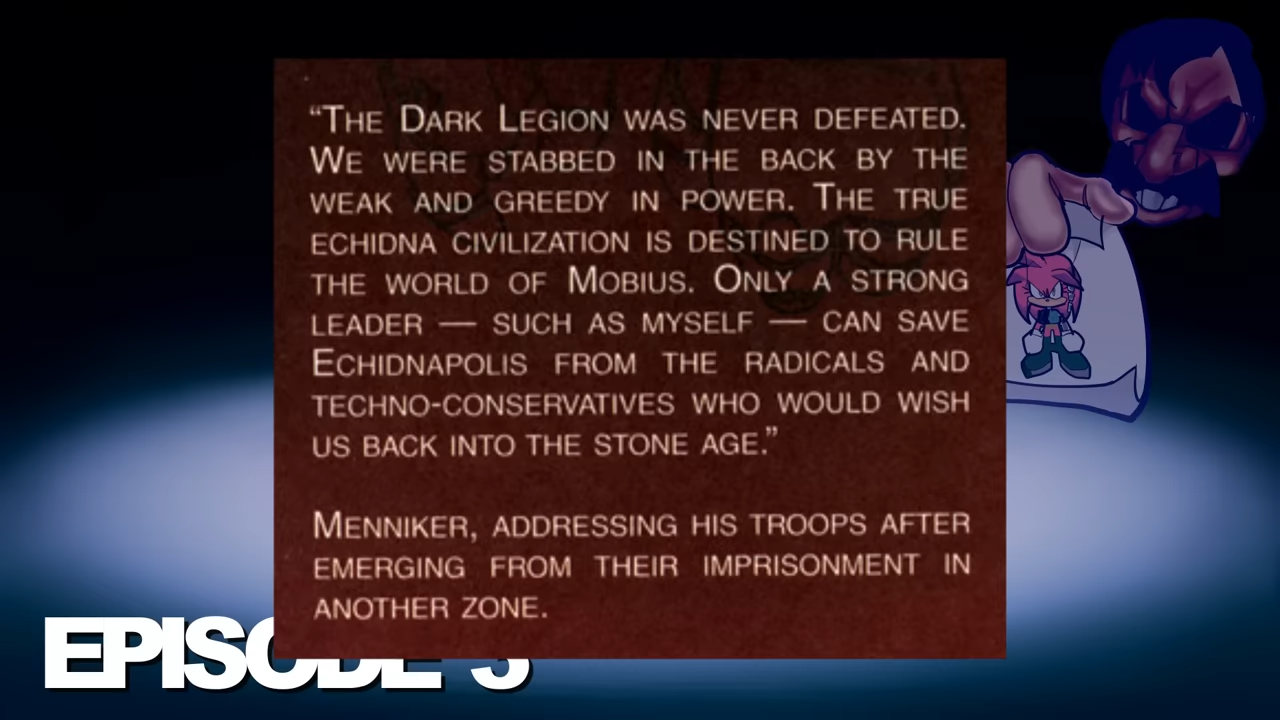 “The Dark Legion was never defeated.
We were stabbed in the back by the
weak and greedy in power. The true
echidna civilization is destined to rule
the world of Mobius. Only a strong
leader — such as myself — can save
Echidnapolis from the radicals and
techno-conservatives who would wish
us back into the stone age.”
Menniker, addressing his troops after
emerging from their imprisonment in
another zone.
EPISODE 3